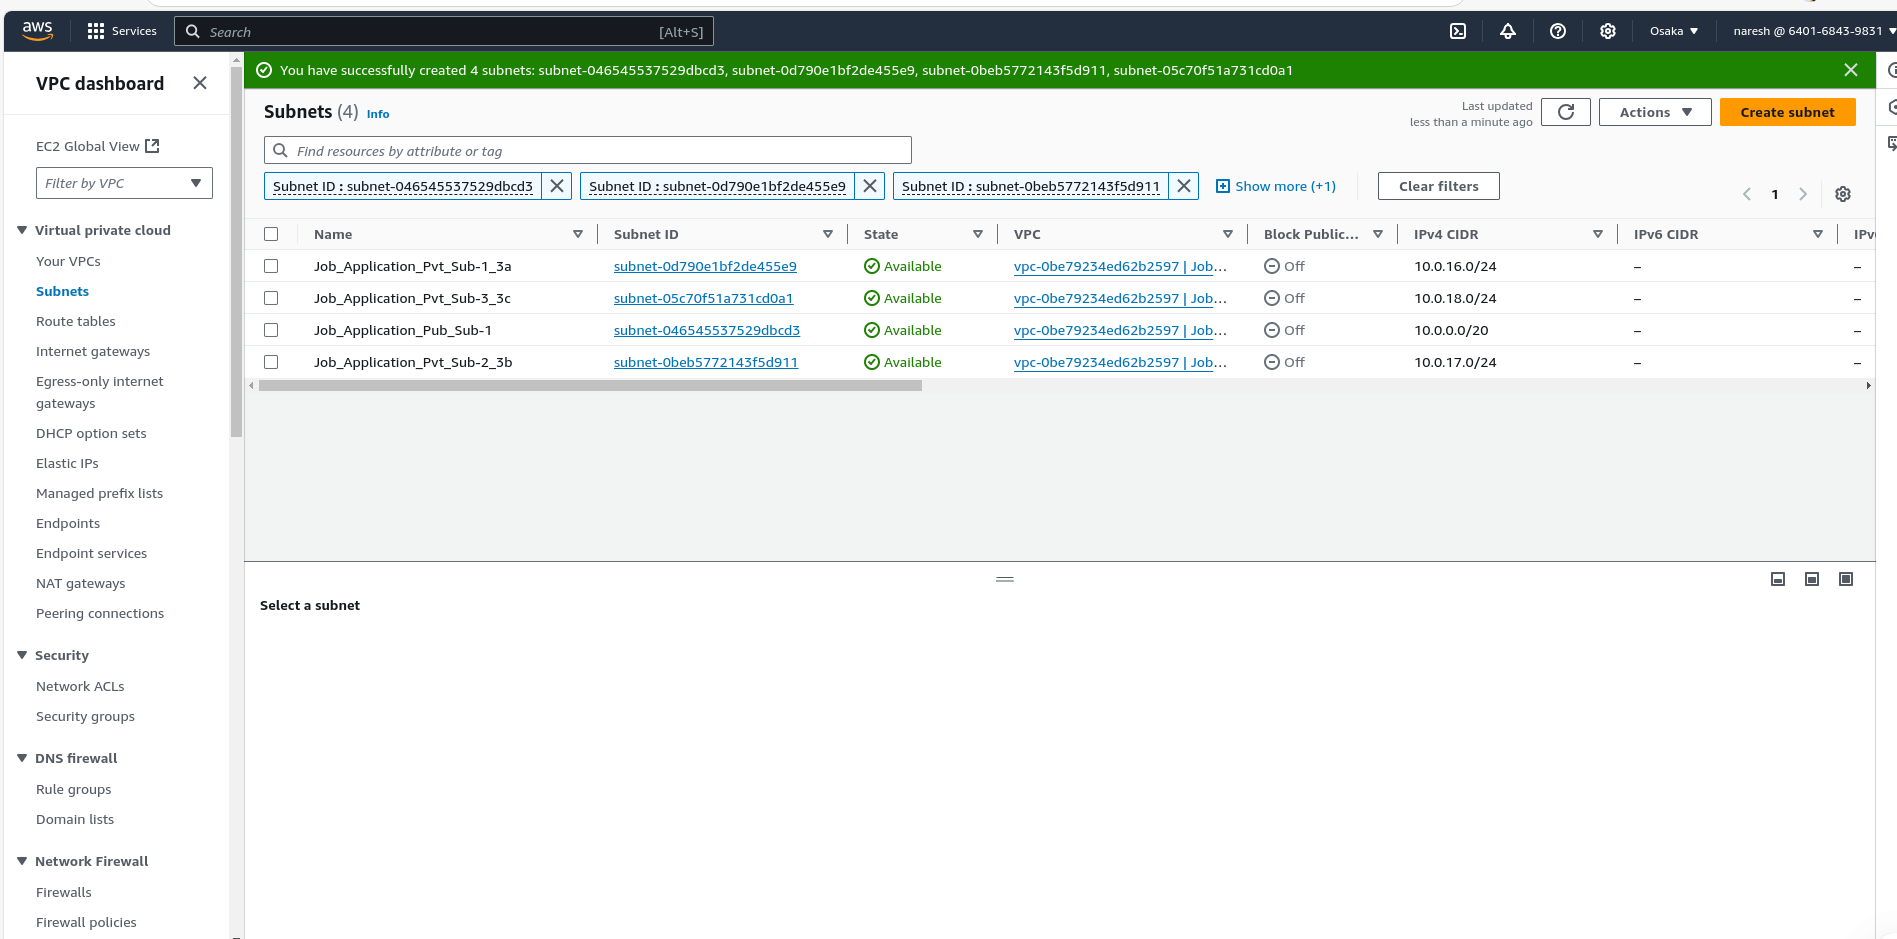 aws
Services
Search
[Alt+S]
Osaka
naresh @ 6401-6843-9831
VPC dashboard
EC2 Global View
Filter by VPC
Virtual private cloud
Your VPCs
Subnets
Route tables
Internet gateways
Egress-only internet
gateways
DHCP option sets
Elastic IPs
Managed prefix lists
Endpoints
Endpoint services
NAT gateways
Peering connections
Security
Network ACLs
Security groups
DNS firewall
Rule groups
Domain lists
Network Firewall
Firewalls
Firewall policies
You have successfully created 4 subnets: subnet-046545537529dbcd3, subnet-0d790e1bf2de455e9, subnet-0beb5772143f5d911, subnet-05c70f51a731cd0a1
Subnets (4) Info
Last updated
less than a minute ago
Actions
Create subnet
Find resources by attribute or tag
Subnet ID : subnet-046545537529dbcd3
Subnet ID : subnet-0d790e1bf2de455e9
Subnet ID : subnet-0beb5772143f5d911
Show more (+1)
Clear filters
1
Name Subnet ID State VPC Block Public... IPv4 CIDR IPv6 CIDR
Job_Application_Pvt_Sub-1_3a subnet-0d790e1bf2de455e9 Available vpc-0be79234ed62b2597 | Job... Off 10.0.16.0/24 – –
Job_Application_Pvt_Sub-3_3c subnet-05c70f51a731cd0a1 Available vpc-0be79234ed62b2597 | Job... Off 10.0.18.0/24 – –
Job_Application_Pub_Sub-1 subnet-046545537529dbcd3 Available vpc-0be79234ed62b2597 | Job... Off 10.0.0.0/20 – –
Job_Application_Pvt_Sub-2_3b subnet-0beb5772143f5d911 Available vpc-0be79234ed62b2597 | Job... Off 10.0.17.0/24 – –
Select a subnet